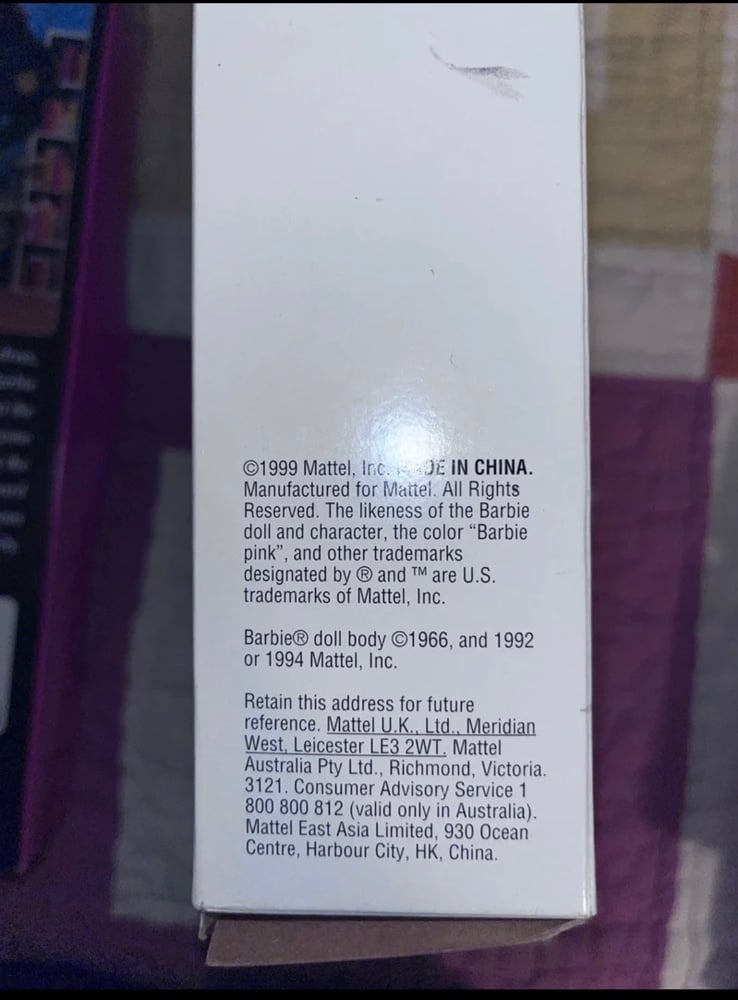 ©1999 Mattel, Inc. MADE IN CHINA.
Manufactured for Mattel. All Rights
Reserved. The likeness of the Barbie
doll and character, the color “Barbie
pink”, and other trademarks
designated by ® and ™ are U.S.
trademarks of Mattel, Inc.
Barbie® doll body ©1966, and 1992
or 1994 Mattel, Inc.
Retain this address for future
reference. Mattel U.K., Ltd., Meridian
West, Leicester LE3 2WT. Mattel
Australia Pty Ltd., Richmond, Victoria.
3121. Consumer Advisory Service 1
800 800 812 (valid only in Australia).
Mattel East Asia Limited, 930 Ocean
Centre, Harbour City, HK, China.